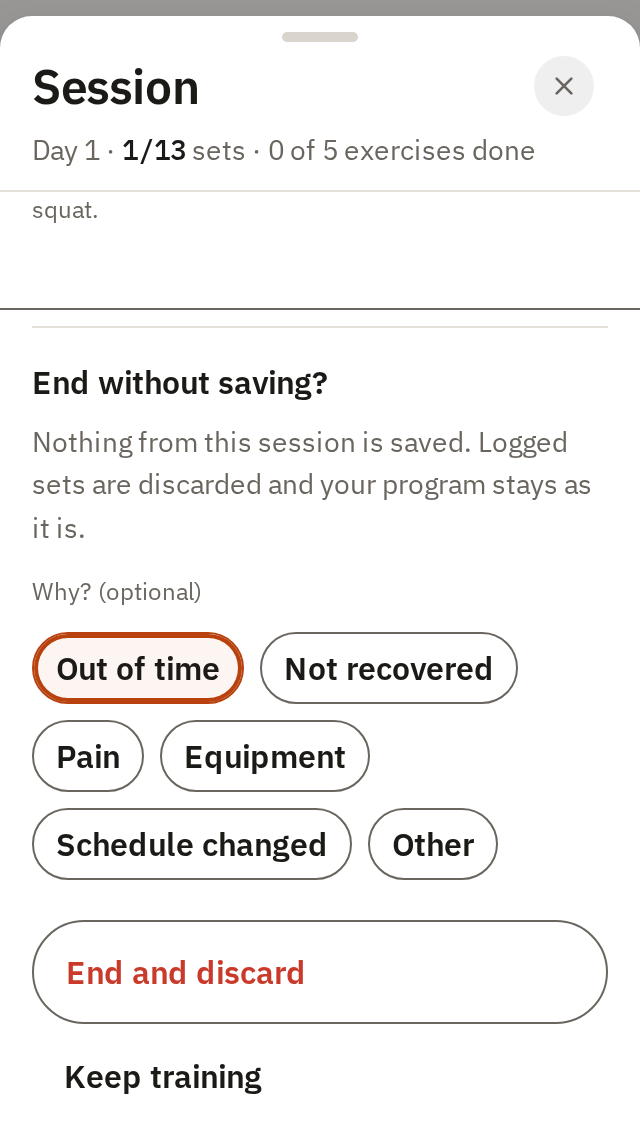 Session
Day 1 · 1/13 sets · 0 of 5 exercises done
squat.
End without saving?
Nothing from this session is saved. Logged
sets are discarded and your program stays as
it is.
Why? (optional)
Out of time
Not recovered
Pain
Equipment
Schedule changed
Other
End and discard
Keep training